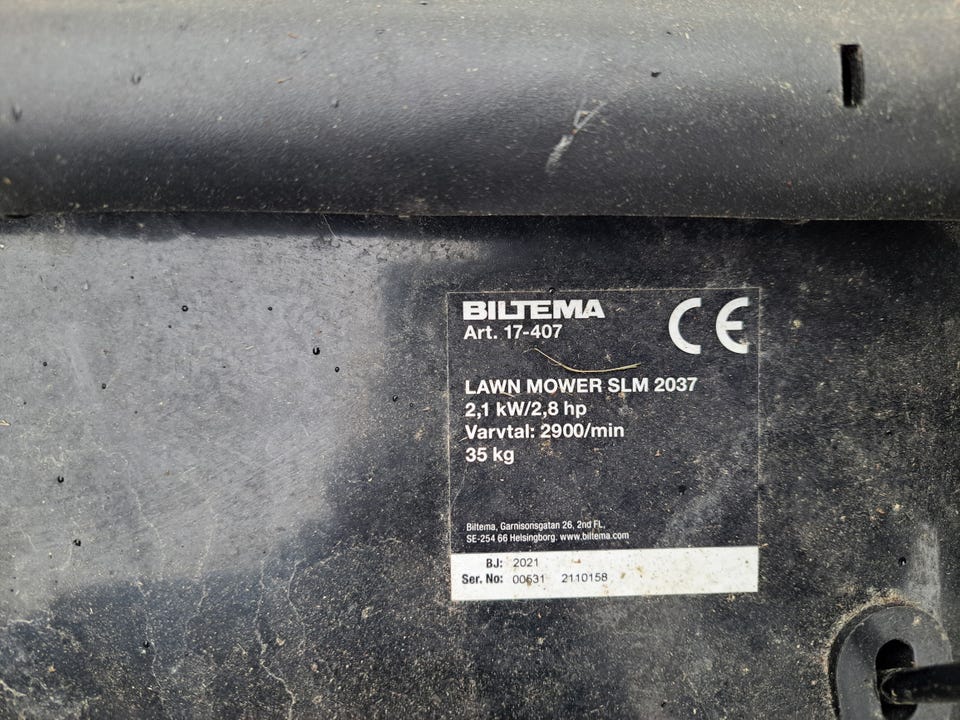 BILTEMA
Art. 17-407
CE
LAWN MOWER SLM 2037
2,1 kW/2,8 hp
Varvtal: 2900/min
35 kg
Biltema, Garnisonsgatan 26, 2nd FL,
SE-254 66 Helsingborg. www.biltema.com
BJ: 2021
Ser. No: 00531 2110158